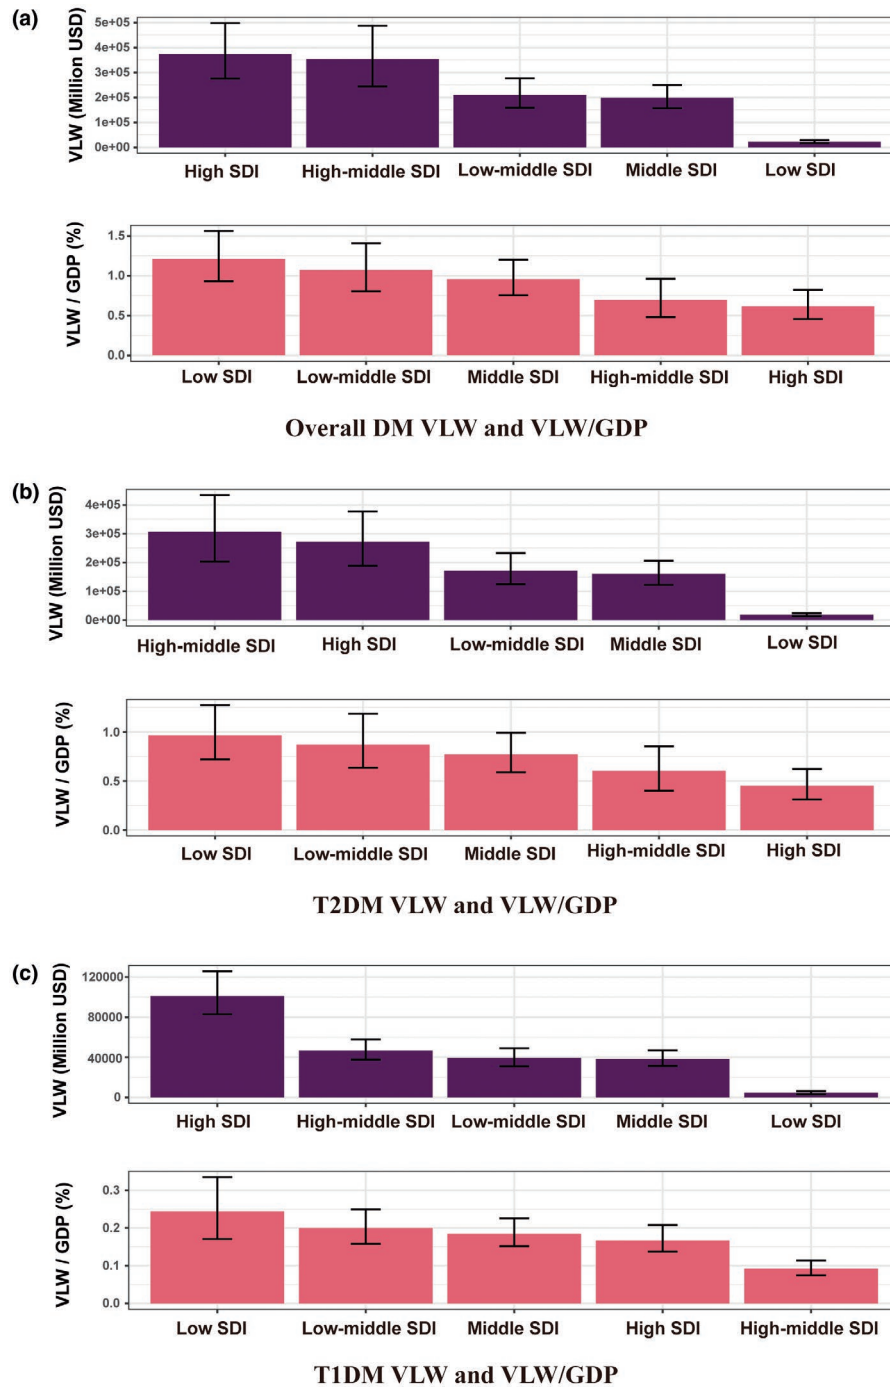 (a)
VLW (Million USD)
5e+05
4e+05
3e+05
2e+05
1e+05
0e+00
High SDI High-middle SDI Low-middle SDI Middle SDI Low SDI
VLW / GDP (%)
1.5
1.0
0.5
0.0
Low SDI Low-middle SDI Middle SDI High-middle SDI High SDI
Overall DM VLW and VLW/GDP
(b)
VLW (Million USD)
4e+05
3e+05
2e+05
1e+05
0e+00
High-middle SDI High SDI Low-middle SDI Middle SDI Low SDI
VLW / GDP (%)
1.0
0.5
0.0
Low SDI Low-middle SDI Middle SDI High-middle SDI High SDI
T2DM VLW and VLW/GDP
(c)
VLW (Million USD)
120000
80000
40000
0
High SDI High-middle SDI Low-middle SDI Middle SDI Low SDI
VLW / GDP (%)
0.3
0.2
0.1
0.0
Low SDI Low-middle SDI Middle SDI High SDI High-middle SDI
T1DM VLW and VLW/GDP